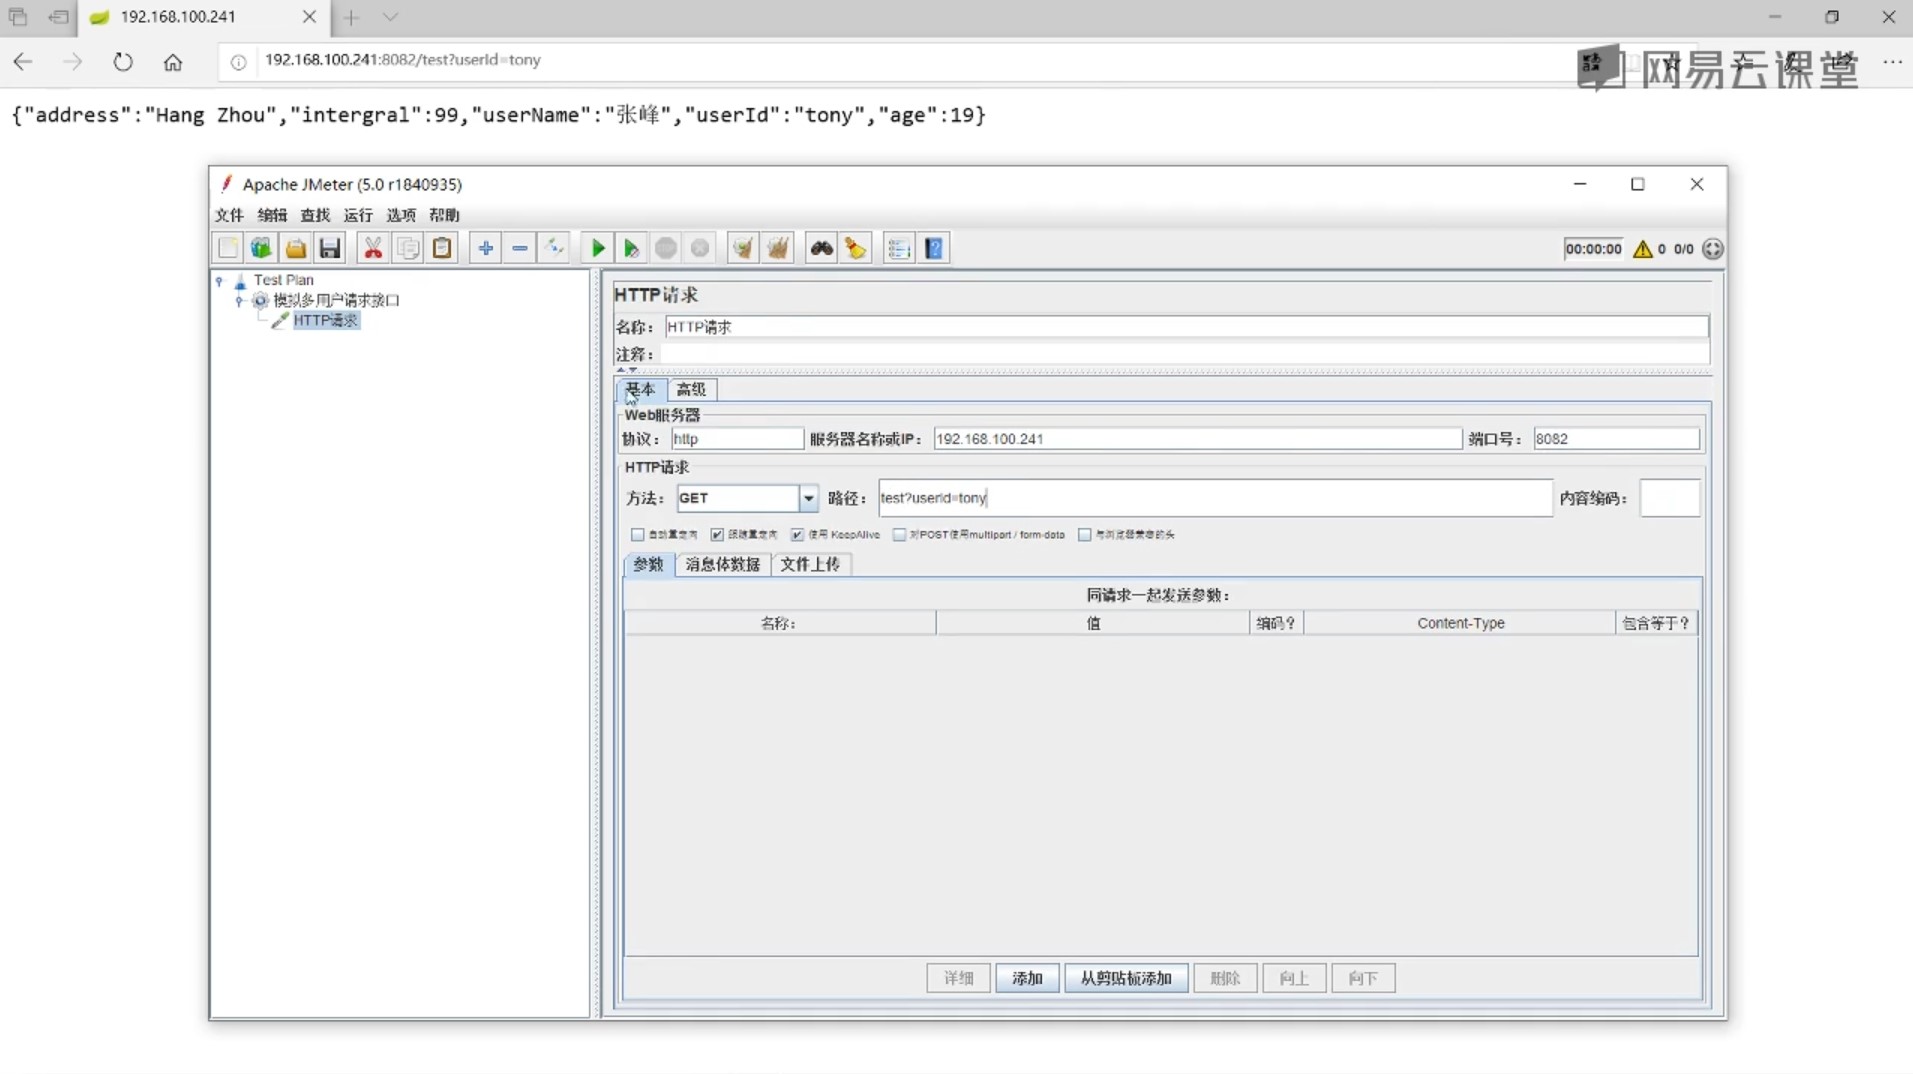 192.168.100.241
192.168.100.241:8082/test?userId=tony
网易云课堂
{"address":"Hang Zhou","intergral":99,"userName":"张峰","userId":"tony","age":19}
Apache JMeter (5.0 r1840935)
文件 编辑 查找 运行 选项 帮助
00:00:00 0 0/0
Test Plan
模拟多用户请求接口
HTTP请求
HTTP请求
名称: HTTP请求
注释:
基本 高级
Web服务器
协议: http 服务器名称或IP: 192.168.100.241 端口号: 8082
HTTP请求
方法: GET 路径: test?userId=tony 内容编码:
自动重定向 跟随重定向 使用 KeepAlive 对POST使用multipart / form-data 与浏览器兼容的头
参数 消息体数据 文件上传
同请求一起发送参数:
名称: 值 编码? Content-Type 包含等于?
详细 添加 从剪贴板添加 删除 向上 向下